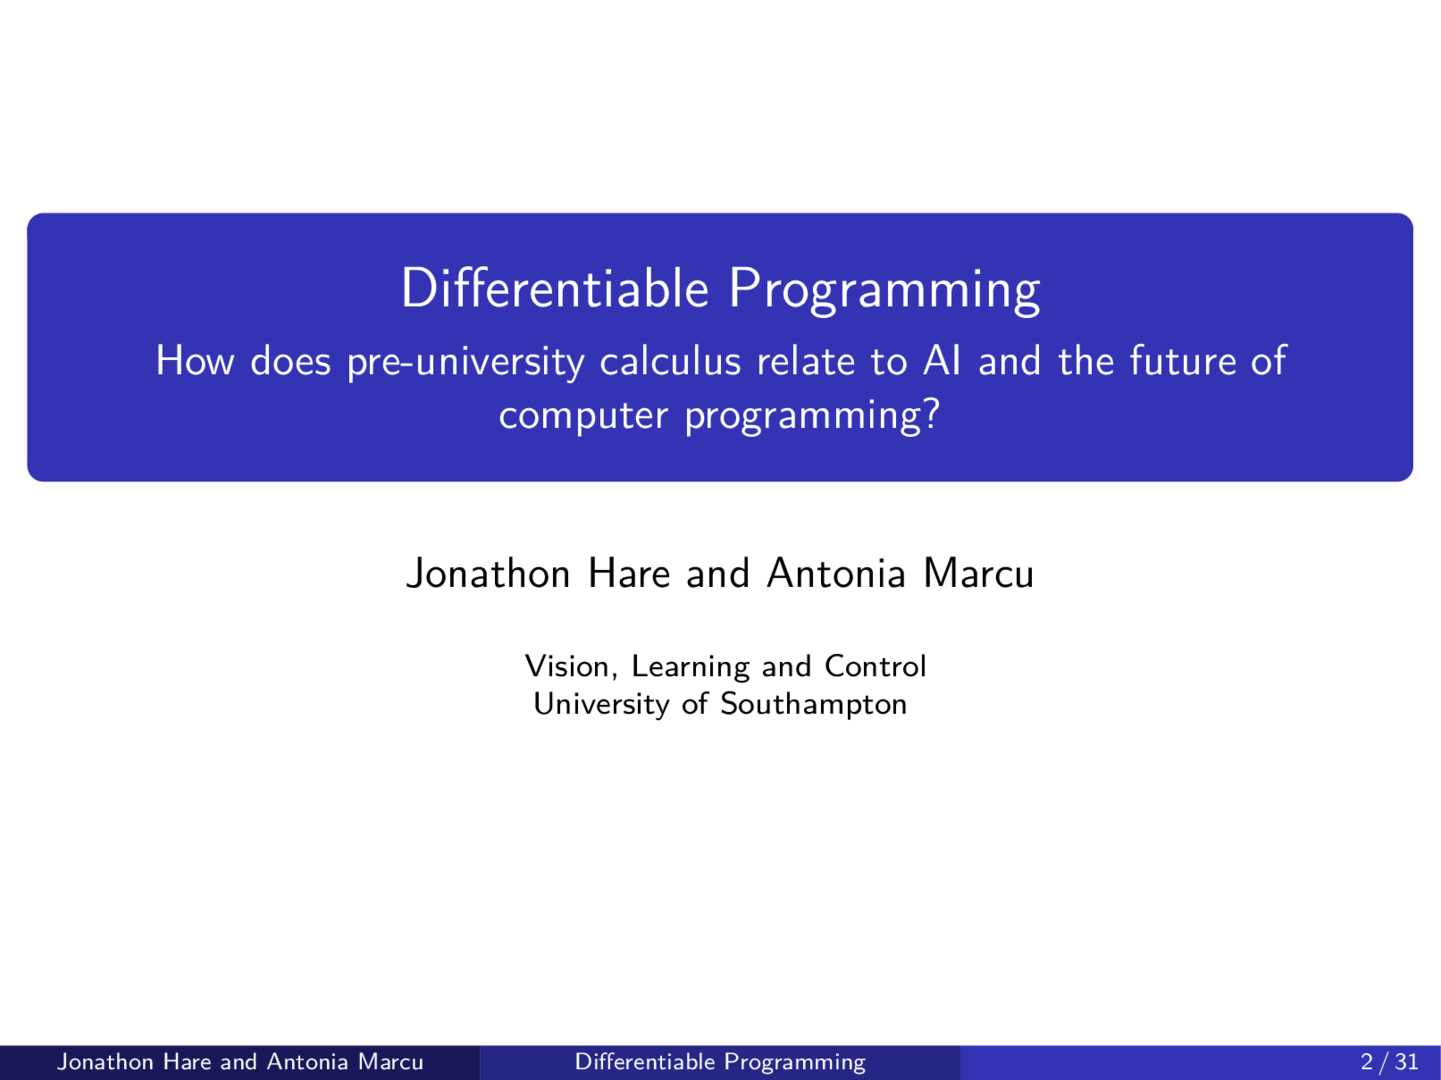 Differentiable Programming
How does pre-university calculus relate to AI and the future of
computer programming?
Jonathon Hare and Antonia Marcu
Vision, Learning and Control
University of Southampton
Jonathon Hare and Antonia Marcu
Differentiable Programming
2 / 31